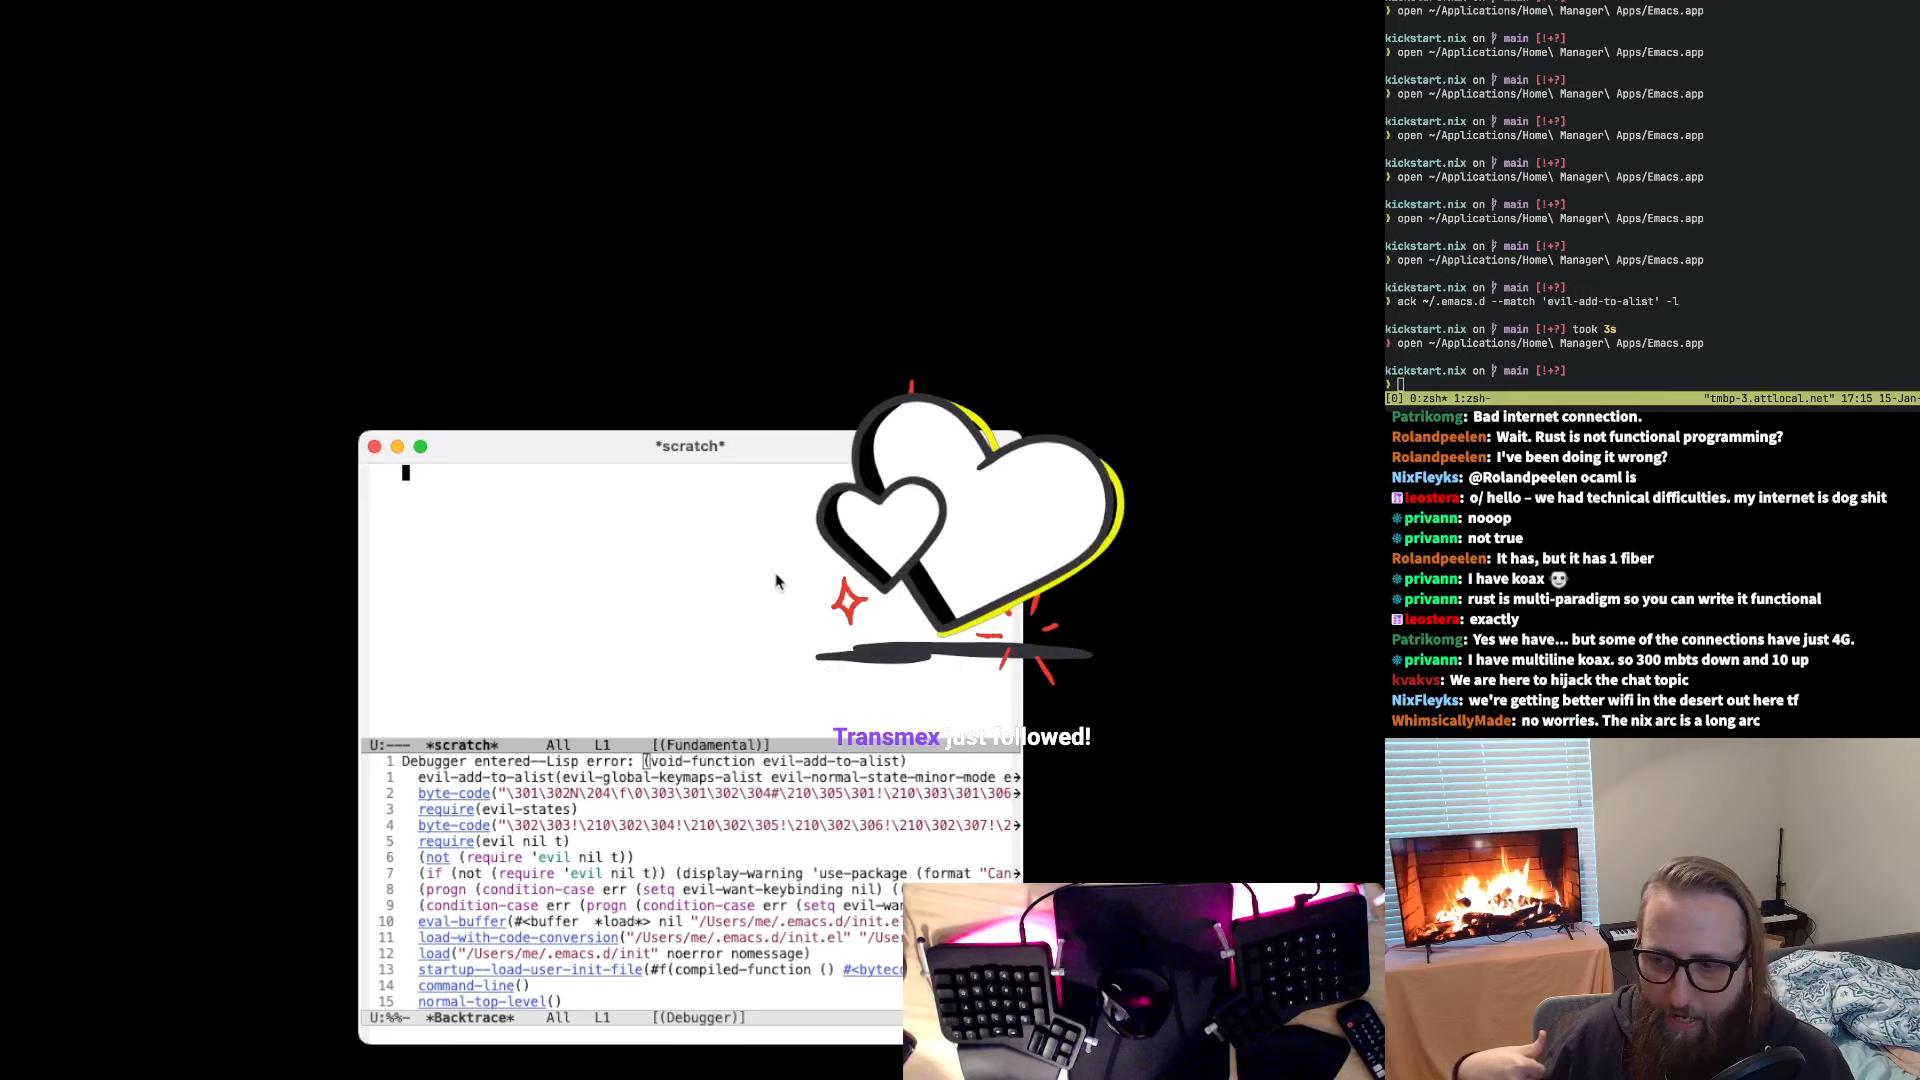 open ~/Applications/Home\ Manager\ Apps/Emacs.app
kickstart.nix on main [!+?]
❯ open ~/Applications/Home\ Manager\ Apps/Emacs.app
kickstart.nix on main [!+?]
❯ open ~/Applications/Home\ Manager\ Apps/Emacs.app
kickstart.nix on main [!+?]
❯ open ~/Applications/Home\ Manager\ Apps/Emacs.app
kickstart.nix on main [!+?]
❯ open ~/Applications/Home\ Manager\ Apps/Emacs.app
kickstart.nix on main [!+?]
❯ open ~/Applications/Home\ Manager\ Apps/Emacs.app
kickstart.nix on main [!+?]
❯ open ~/Applications/Home\ Manager\ Apps/Emacs.app
kickstart.nix on main [!+?]
❯ ack ~/.emacs.d --match 'evil-add-to-alist' -l
kickstart.nix on main [!+?] took 3s
❯ open ~/Applications/Home\ Manager\ Apps/Emacs.app
kickstart.nix on main [!+?]
❯
[0] 0:zsh* 1:zsh- "tmbp-3.attlocal.net" 17:15 15-Jan-
Patrikomg: Bad internet connection.
Rolandpeelen: Wait. Rust is not functional programming?
Rolandpeelen: I've been doing it wrong?
NixFleyks: @Rolandpeelen ocaml is
leostera: o/ hello – we had technical difficulties. my internet is dog shit
privann: nooop
privann: not true
Rolandpeelen: It has, but it has 1 fiber
privann: I have koax
privann: rust is multi-paradigm so you can write it functional
leostera: exactly
Patrikomg: Yes we have... but some of the connections have just 4G.
privann: I have multiline koax. so 300 mbts down and 10 up
kvakvs: We are here to hijack the chat topic
NixFleyks: we're getting better wifi in the desert out here tf
WhimsicallyMade: no worries. The nix arc is a long arc
*scratch*
Transmex just followed!
U:--- *scratch* All L1 [(Fundamental)]
1 Debugger entered--Lisp error: (void-function evil-add-to-alist)
1 evil-add-to-alist(evil-global-keymaps-alist evil-normal-state-minor-mode e
2 byte-code("\301\302N\204\f\0\303\301\302\304#\210\305\301!\210\303\301\306
3 require(evil-states)
4 byte-code("\302\303!\210\302\304!\210\302\305!\210\302\306!\210\302\307!\2
5 require(evil nil t)
6 (not (require 'evil nil t))
7 (if (not (require 'evil nil t)) (display-warning 'use-package (format "Can
8 (progn (condition-case err (setq evil-want-keybinding nil) ((
9 (condition-case err (progn (condition-case err (setq evil-wan
10 eval-buffer(#<buffer *load*> nil "/Users/me/.emacs.d/init.el
11 load-with-code-conversion("/Users/me/.emacs.d/init.el" "/User
12 load("/Users/me/.emacs.d/init" noerror nomessage)
13 startup--load-user-init-file(#f(compiled-function () #<byteco
14 command-line()
15 normal-top-level()
U:%%- *Backtrace* All L1 [(Debugger)]